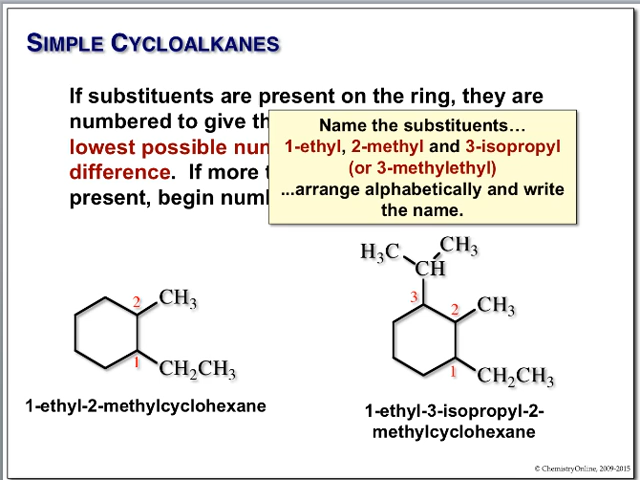 SIMPLE CYCLOALKANES
If substituents are present on the ring, they are
numbered to give th
lowest possible nu
difference. If more
present, begin num
Name the substituents…
1-ethyl, 2-methyl and 3-isopropyl
(or 3-methylethyl)
...arrange alphabetically and write
the name.
H₃C CH₃
CH
3
2 CH₃
2 CH₃
1
CH₂CH₃
1
CH₂CH₃
1-ethyl-2-methylcyclohexane
1-ethyl-3-isopropyl-2-
methylcyclohexane
© ChemistryOnline, 2009-2015